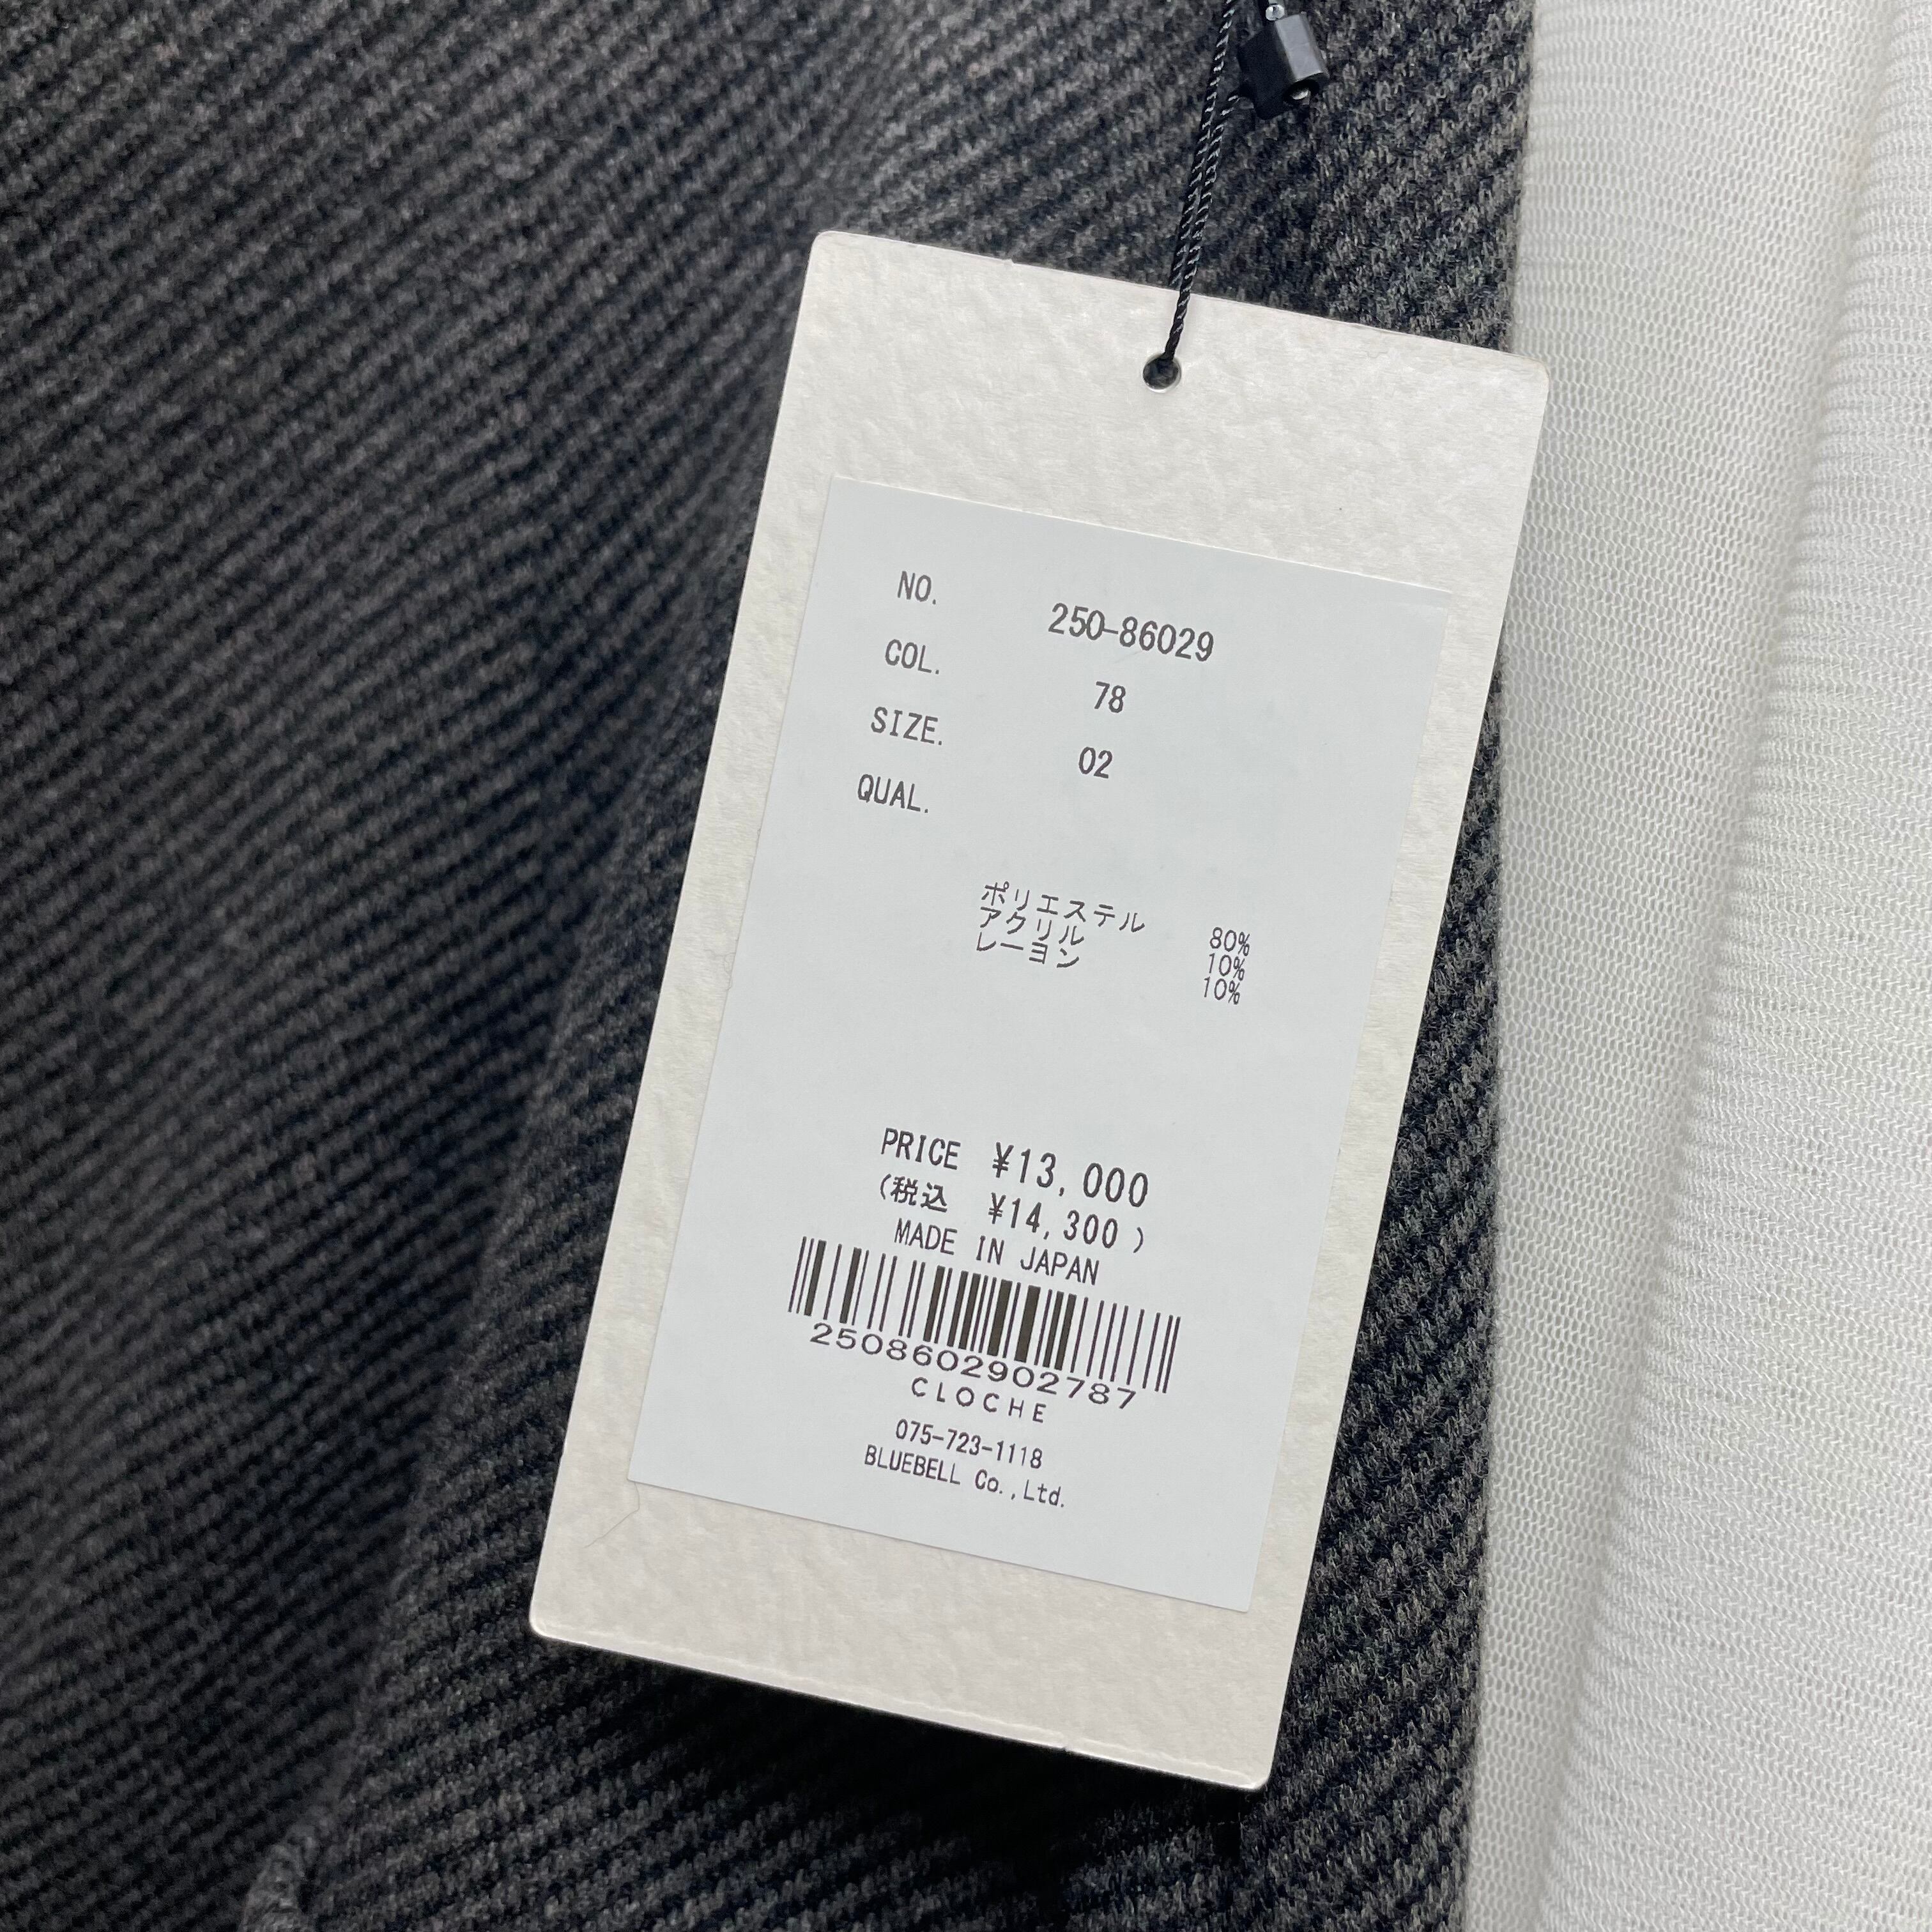 NO. 250-86029
COL. 78
SIZE. 02
QUAL.
ポリエステル 80%
アクリル 10%
レーヨン 10%
PRICE ¥13,000
(税込 ¥14,300)
MADE IN JAPAN
2508602902787
CLOCHE
075-723-1118
BLUEBELL Co.,Ltd.